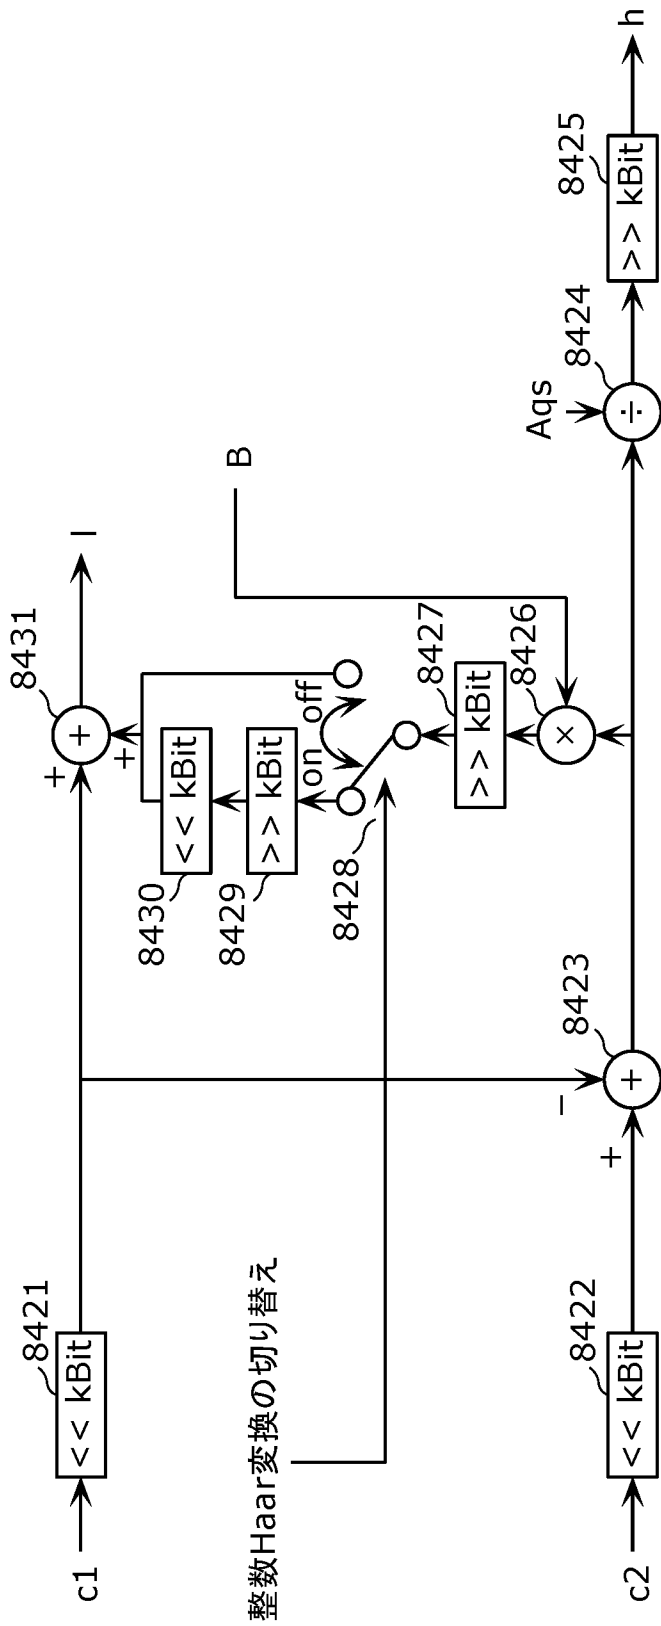 c1
<< kBit
8421
8431
+
+
+
l
B
<< kBit
8430
>> kBit
8429
on
off
8428
整数Haar変換の切り替え
>> kBit
8427
×
8426
c2
<< kBit
8422
+
−
+
8423
Aqs
÷
8424
>> kBit
8425
h